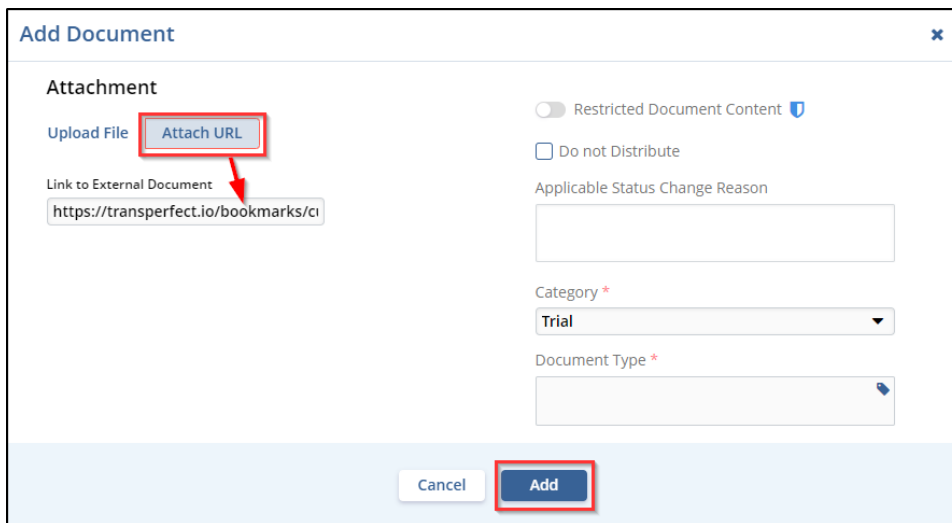 Add Document
Attachment
Upload File
Attach URL
Link to External Document
https://transperfect.io/bookmarks/c
Restricted Document Content
Do not Distribute
Applicable Status Change Reason
Category *
Trial
Document Type *
Cancel
Add